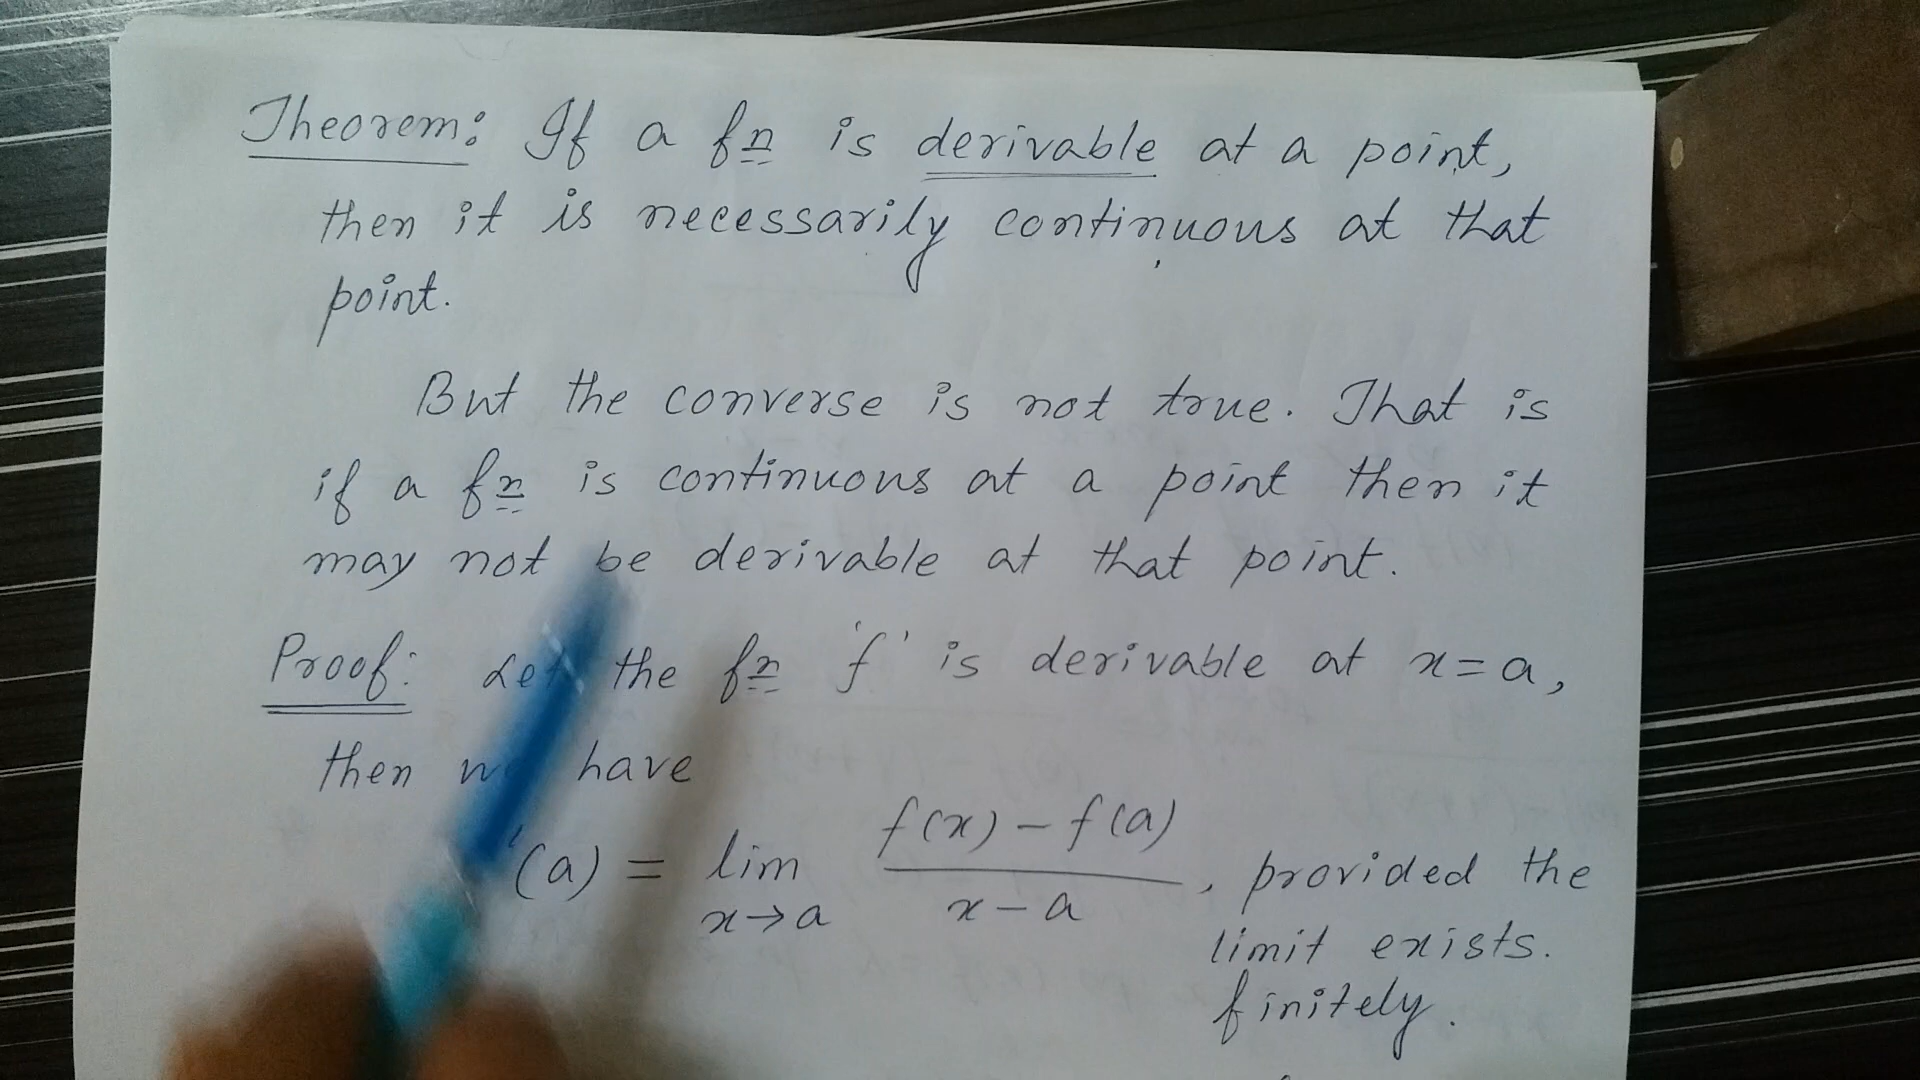 Theorem: If a fn is derivable at a point,
then it is necessarily continuous at that
point.
But the converse is not true. That is
if a fn is continuous at a point then it
may not be derivable at that point.
Proof: Let the fn 'f' is derivable at x=a,
then have
'(a) = lim x→a (f(x) - f(a))/(x - a), provided the
limit exists.
finitely.